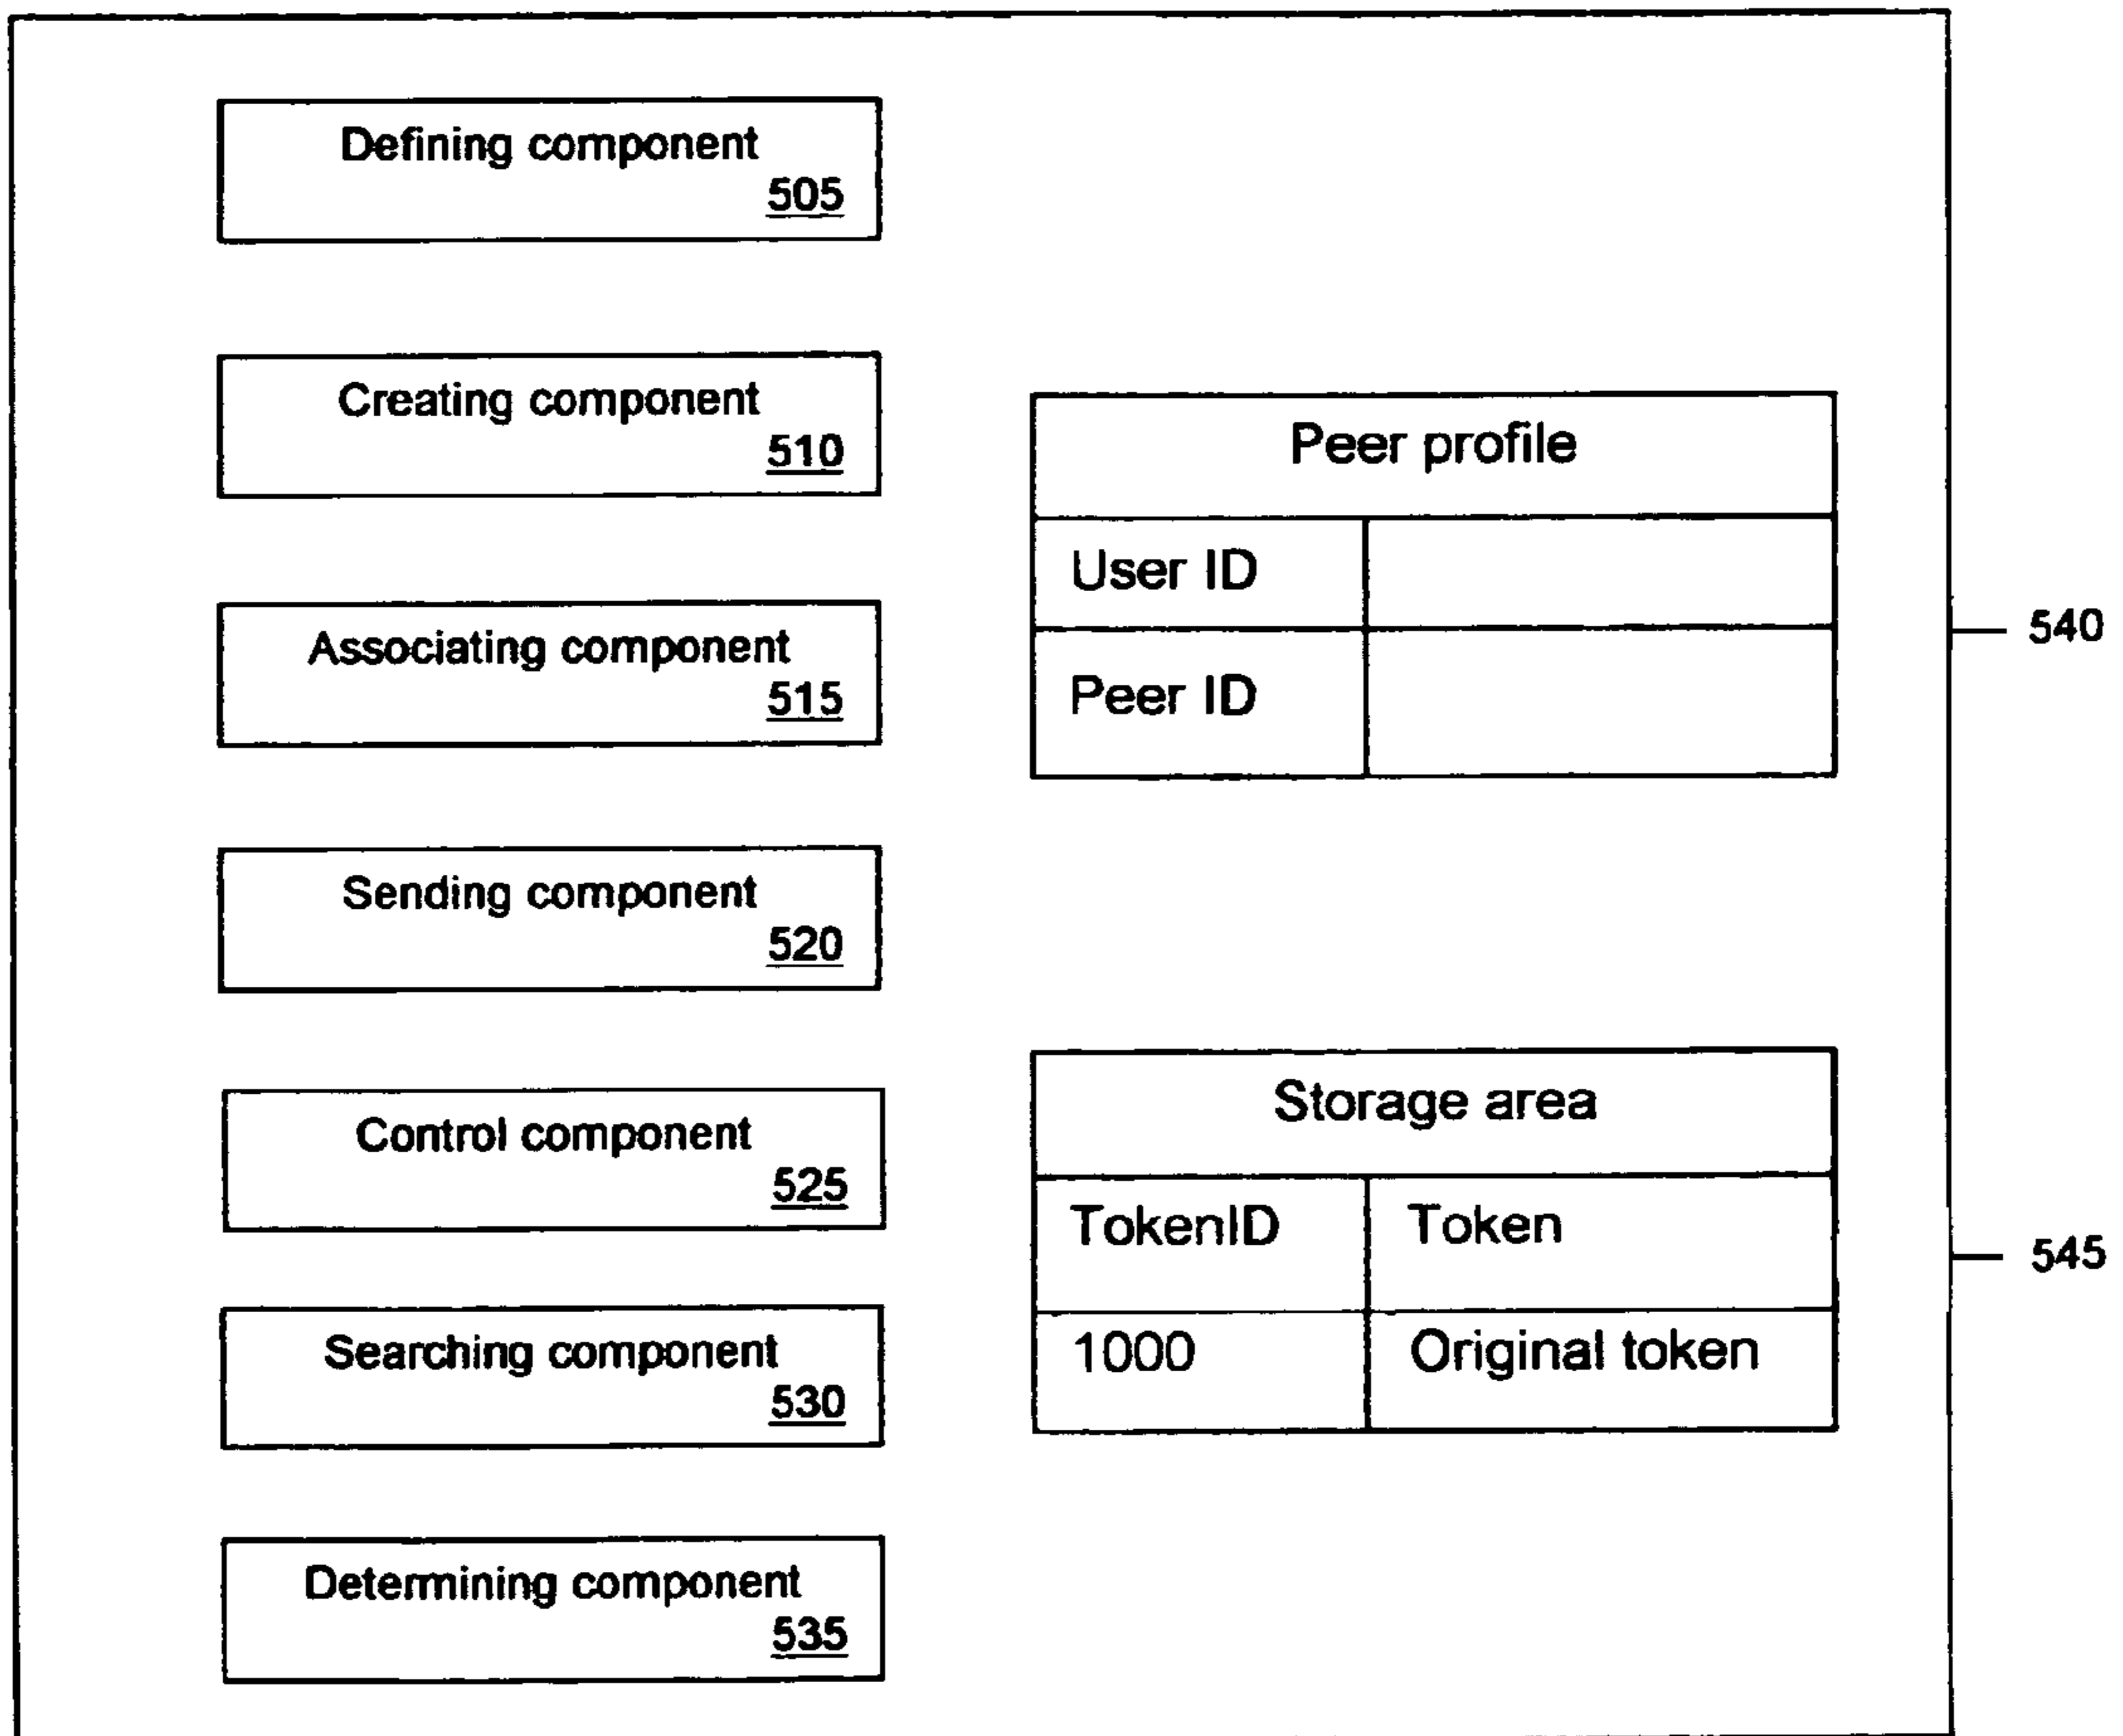 Defining component
505
Creating component
510
Associating component
515
Sending component
520
Control component
525
Searching component
530
Determining component
535
Peer profile
User ID
Peer ID
540
Storage area
TokenID Token
1000 Original token
545